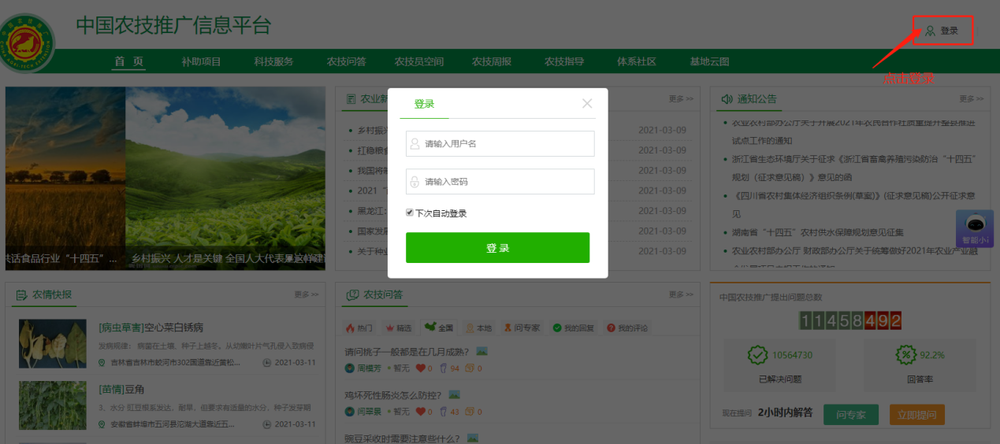 中国农技推广信息平台
登录
首 页
补助项目
科技服务
农技问答
农技员空间
农技周报
农技指导
体系社区
基地云图
点击登录
共话食品行业“十四五”...
乡村振兴 人才是关键 全国人大代表
农业新
更多 >>
乡村振兴
2021-03-09
扛稳粮食
2021-03-09
我国将
2021-03-09
2021
2021-03-09
黑龙江：
2021-03-09
国家发展
2021-03-09
关于种业
2021-03-09
登录
请输入用户名
请输入密码
下次自动登录
登 录
通知公告
更多 >>
农业农村部办公厅关于开展2021年农民合作社质量提升整县推进
试点工作的通知
浙江省生态环境厅关于征求《浙江省畜禽养殖污染防治“十四五”
规划（征求意见稿）》意见的函
《四川省农村集体经济组织条例(草案)》(征求意见稿)公开征求意
见
湖南省“十四五”农村供水保障规划意见征集
农业农村部办公厅 财政部办公厅关于统筹做好2021年农业产业融
智能小i
农情快报
更多 >>
[病虫草害]空心菜白锈病
发病规律： 病菌在土壤、种子上越冬。从幼嫩叶片气孔侵入致病侵
吉林省吉林市蛟河市302国道靠近黄松...
2021-03-11
[苗情]豆角
3、水分 豇豆根系发达，耐旱，但要求有适量的水分，种子发芽期
安徽省蚌埠市五河县沱湖大道靠近五...
2021-03-11
农技问答
更多 >>
热门
精选
全国
本地
问专家
我的回复
我的评论
请问桃子一般都是在几月成熟？
周檀芳
暂无
0
94
0
鸡坏死性肠炎怎么防控？
闫翠景
暂无
0
43
0
豌豆采收时需要注意些什么？
中国农技推广提出问题总数
11458492
10564730
已解决问题
92.2%
回答率
现在提问 2小时内解答
问专家
立即提问